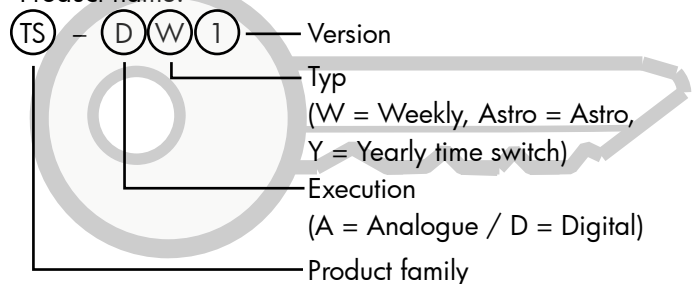 Product name:
TS – D W 1 Version
Typ
(W = Weekly, Astro = Astro,
Y = Yearly time switch)
Execution
(A = Analogue / D = Digital)
Product family